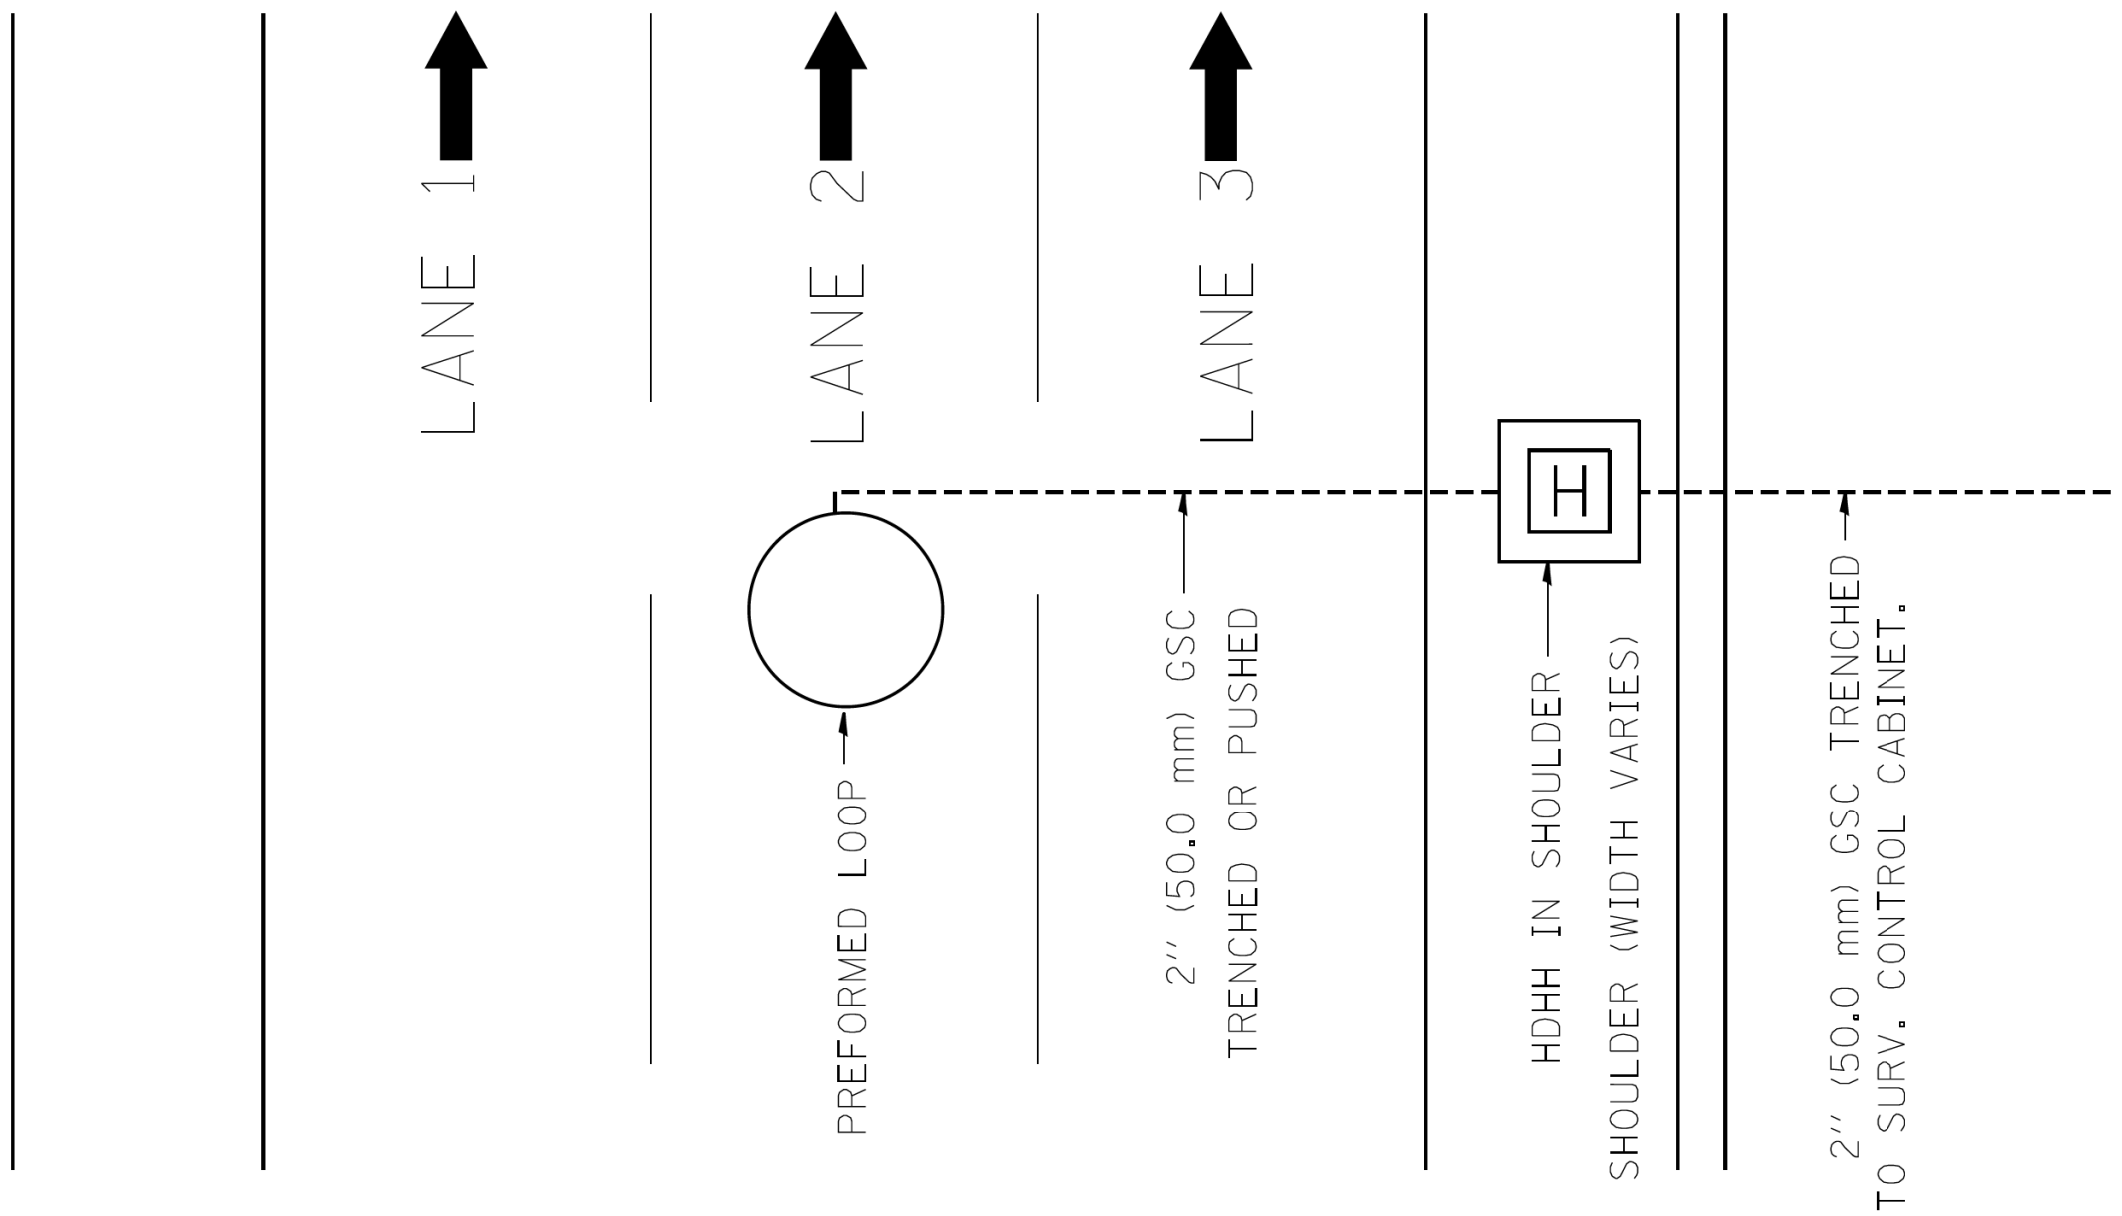 LANE 1
LANE 2
LANE 3
H
PREFORMED LOOP
2'' (50.0 mm) GSC
TRENCHED OR PUSHED
HDHH IN SHOULDER
SHOULDER (WIDTH VARIES)
2'' (50.0 mm) GSC TRENCHED
TO SURV. CONTROL CABINET.